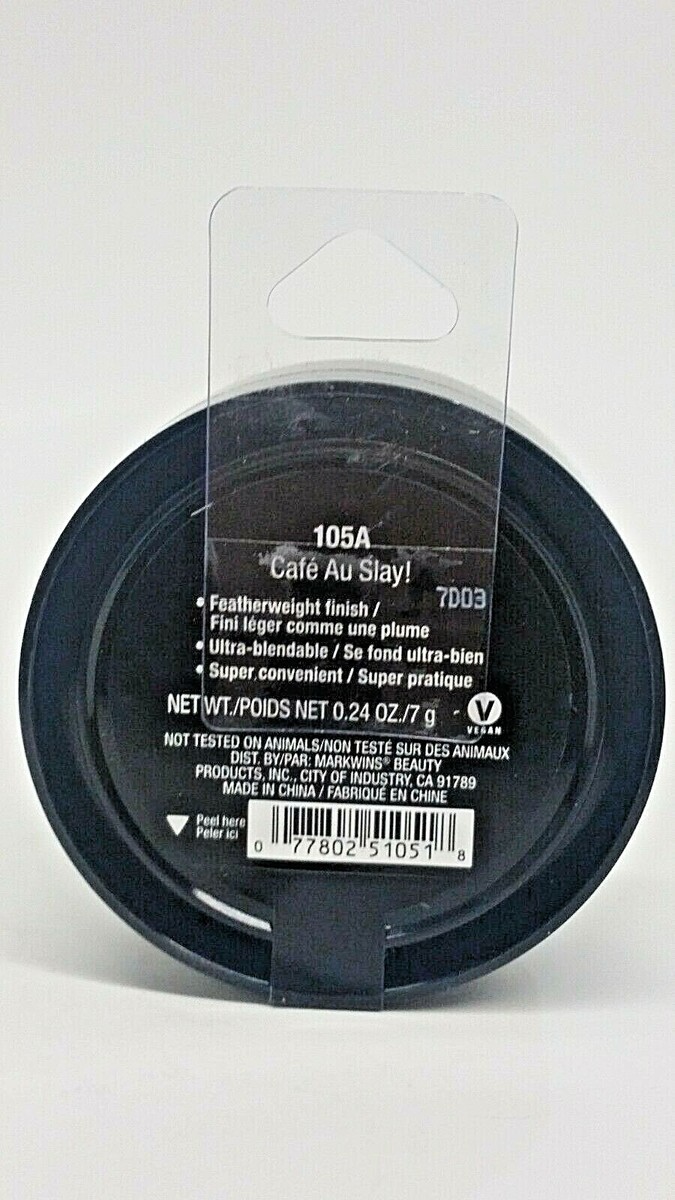 105A
Café Au Slay!
7D03
• Featherweight finish /
Fini léger comme une plume
• Ultra-blendable / Se fond ultra-bien
• Super convenient / Super pratique
NET WT./POIDS NET 0.24 OZ./7 g
V
VEGAN
NOT TESTED ON ANIMALS/NON TESTÉ SUR DES ANIMAUX
DIST. BY/PAR: MARKWINS® BEAUTY
PRODUCTS, INC., CITY OF INDUSTRY, CA 91789
MADE IN CHINA / FABRIQUÉ EN CHINE
Peel here
Peler ici
0 77802 51051 8